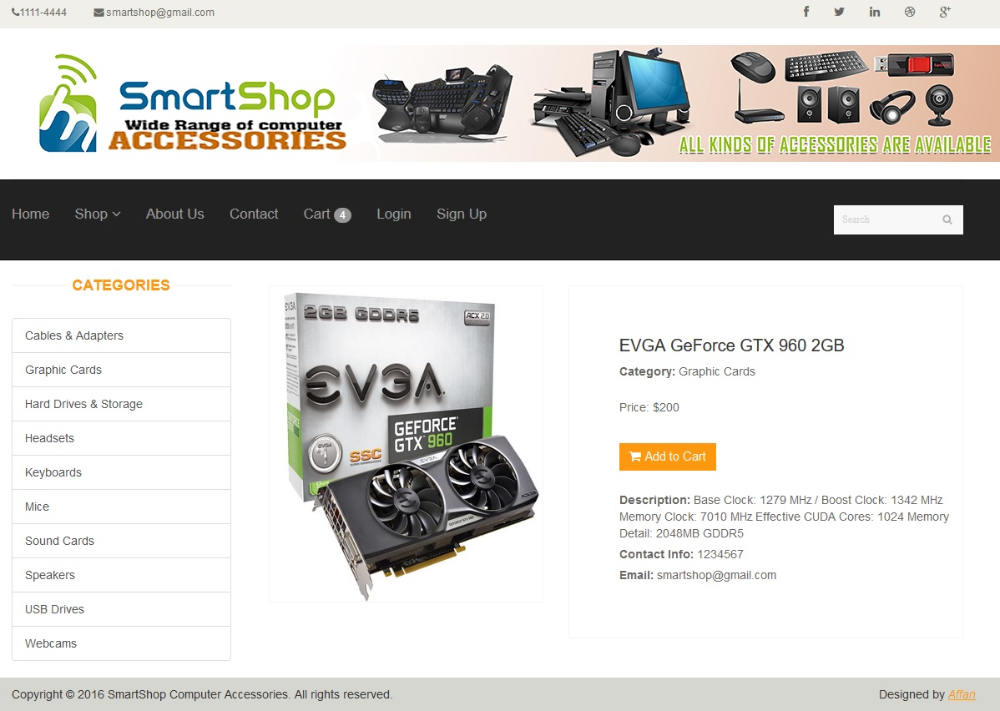 1111-4444 smartshop@gmail.com
SmartShop
Wide Range of computer
ACCESSORIES
ALL KINDS OF ACCESSORIES ARE AVAILABLE
Home Shop About Us Contact Cart 4 Login Sign Up Search
CATEGORIES
Cables & Adapters
Graphic Cards
Hard Drives & Storage
Headsets
Keyboards
Mice
Sound Cards
Speakers
USB Drives
Webcams
2GB GDDR5
ACX 2.0
EVGA
GEFORCE
GTX 960
EVGA
#1
SSC
EVGA
EVGA GeForce GTX 960 2GB
Category: Graphic Cards
Price: $200
Add to Cart
Description: Base Clock: 1279 MHz / Boost Clock: 1342 MHz
Memory Clock: 7010 MHz Effective CUDA Cores: 1024 Memory
Detail: 2048MB GDDR5
Contact Info: 1234567
Email: smartshop@gmail.com
Copyright © 2016 SmartShop Computer Accessories. All rights reserved.
Designed by Affan